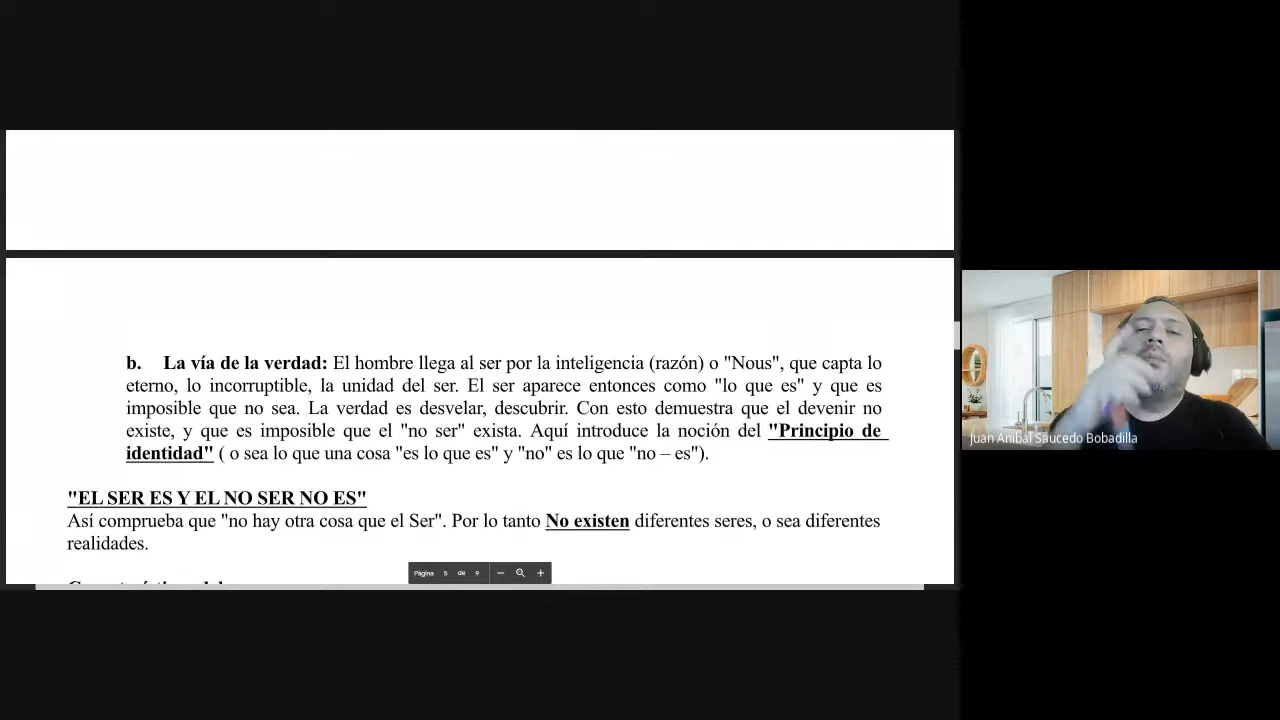 b. La vía de la verdad: El hombre llega al ser por la inteligencia (razón) o "Nous", que capta lo
eterno, lo incorruptible, la unidad del ser. El ser aparece entonces como "lo que es" y que es
imposible que no sea. La verdad es desvelar, descubrir. Con esto demuestra que el devenir no
existe, y que es imposible que el "no ser" exista. Aquí introduce la noción del "Principio de
identidad" ( o sea lo que una cosa "es lo que es" y "no" es lo que "no – es").
"EL SER ES Y EL NO SER NO ES"
Así comprueba que "no hay otra cosa que el Ser". Por lo tanto No existen diferentes seres, o sea diferentes
realidades.
Página 5 de 9
Juan Anibal Saucedo Bobadilla